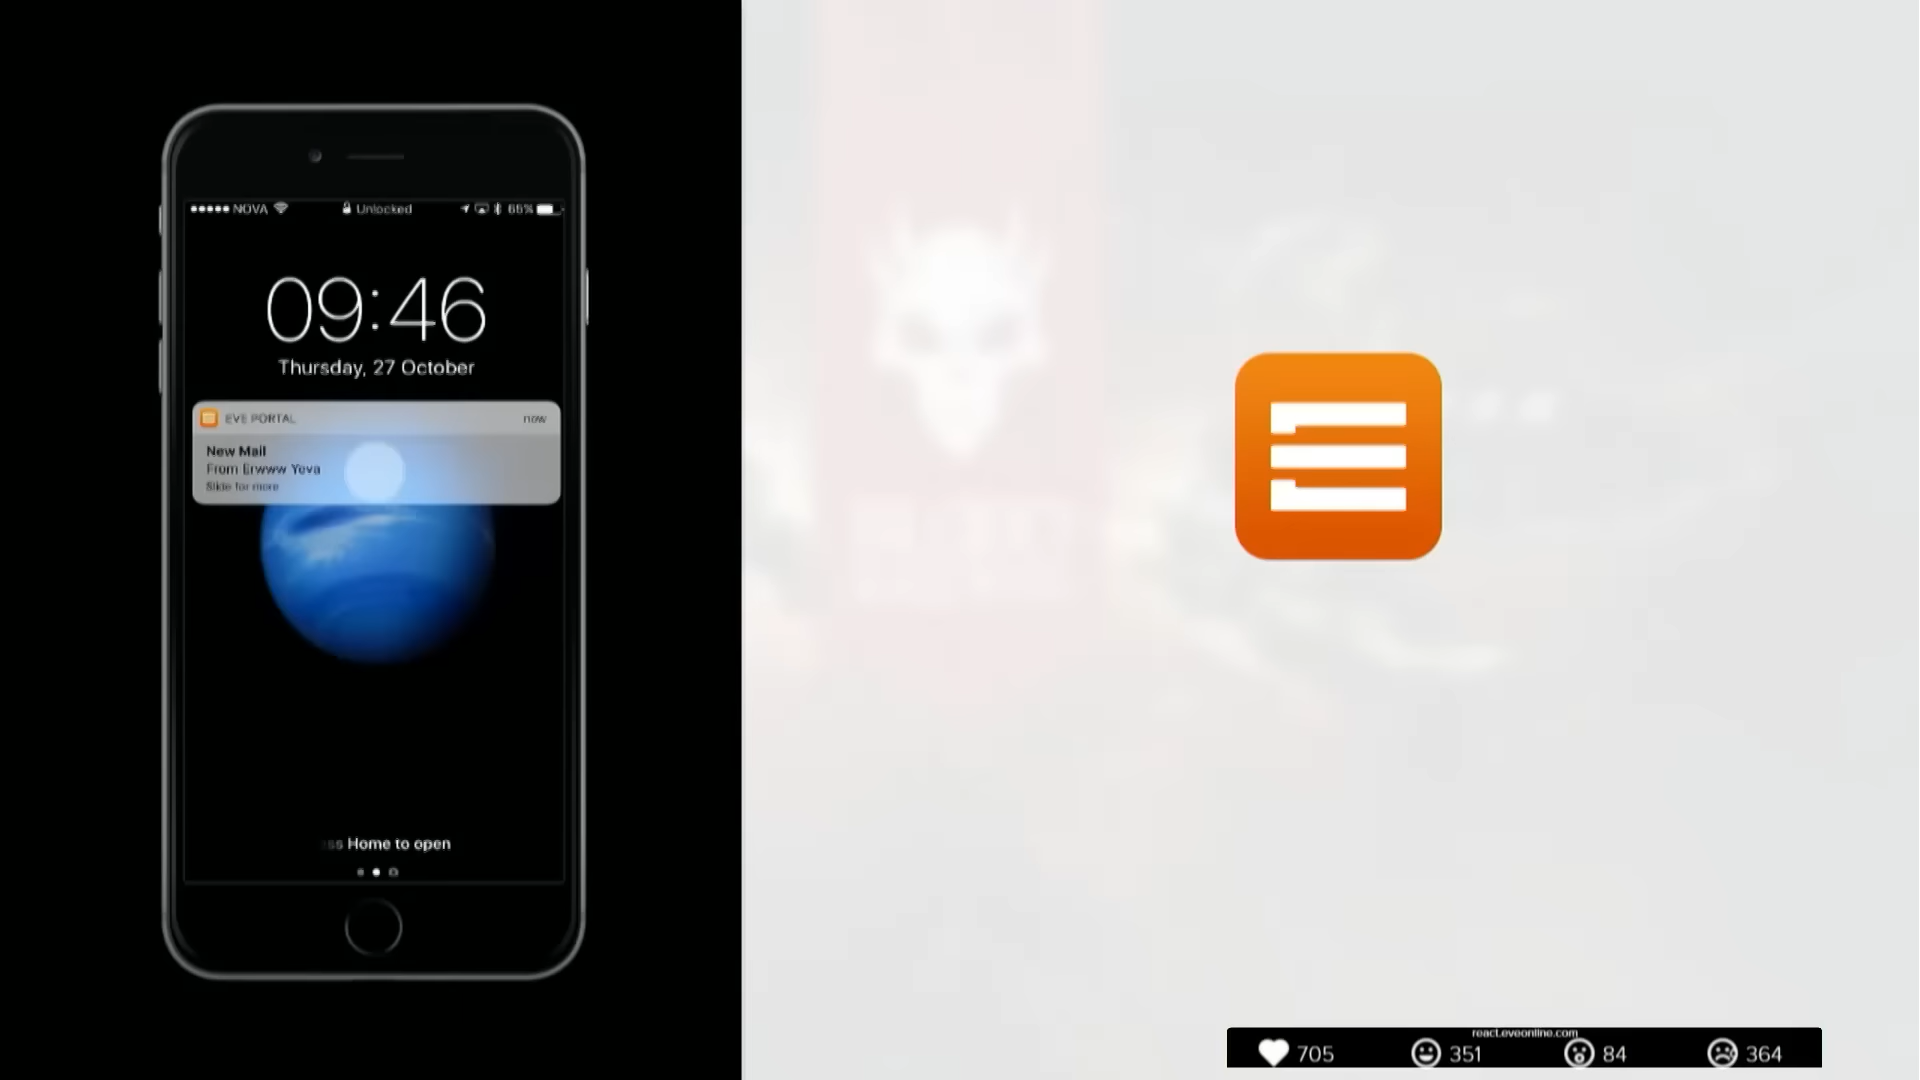 NOVA Unlocked 65%
09:46
Thursday, 27 October
EVE PORTAL now
New Mail
From Erwww Yeva
Slide for more
Home to open
react.eveonline.com
705 351 84 364